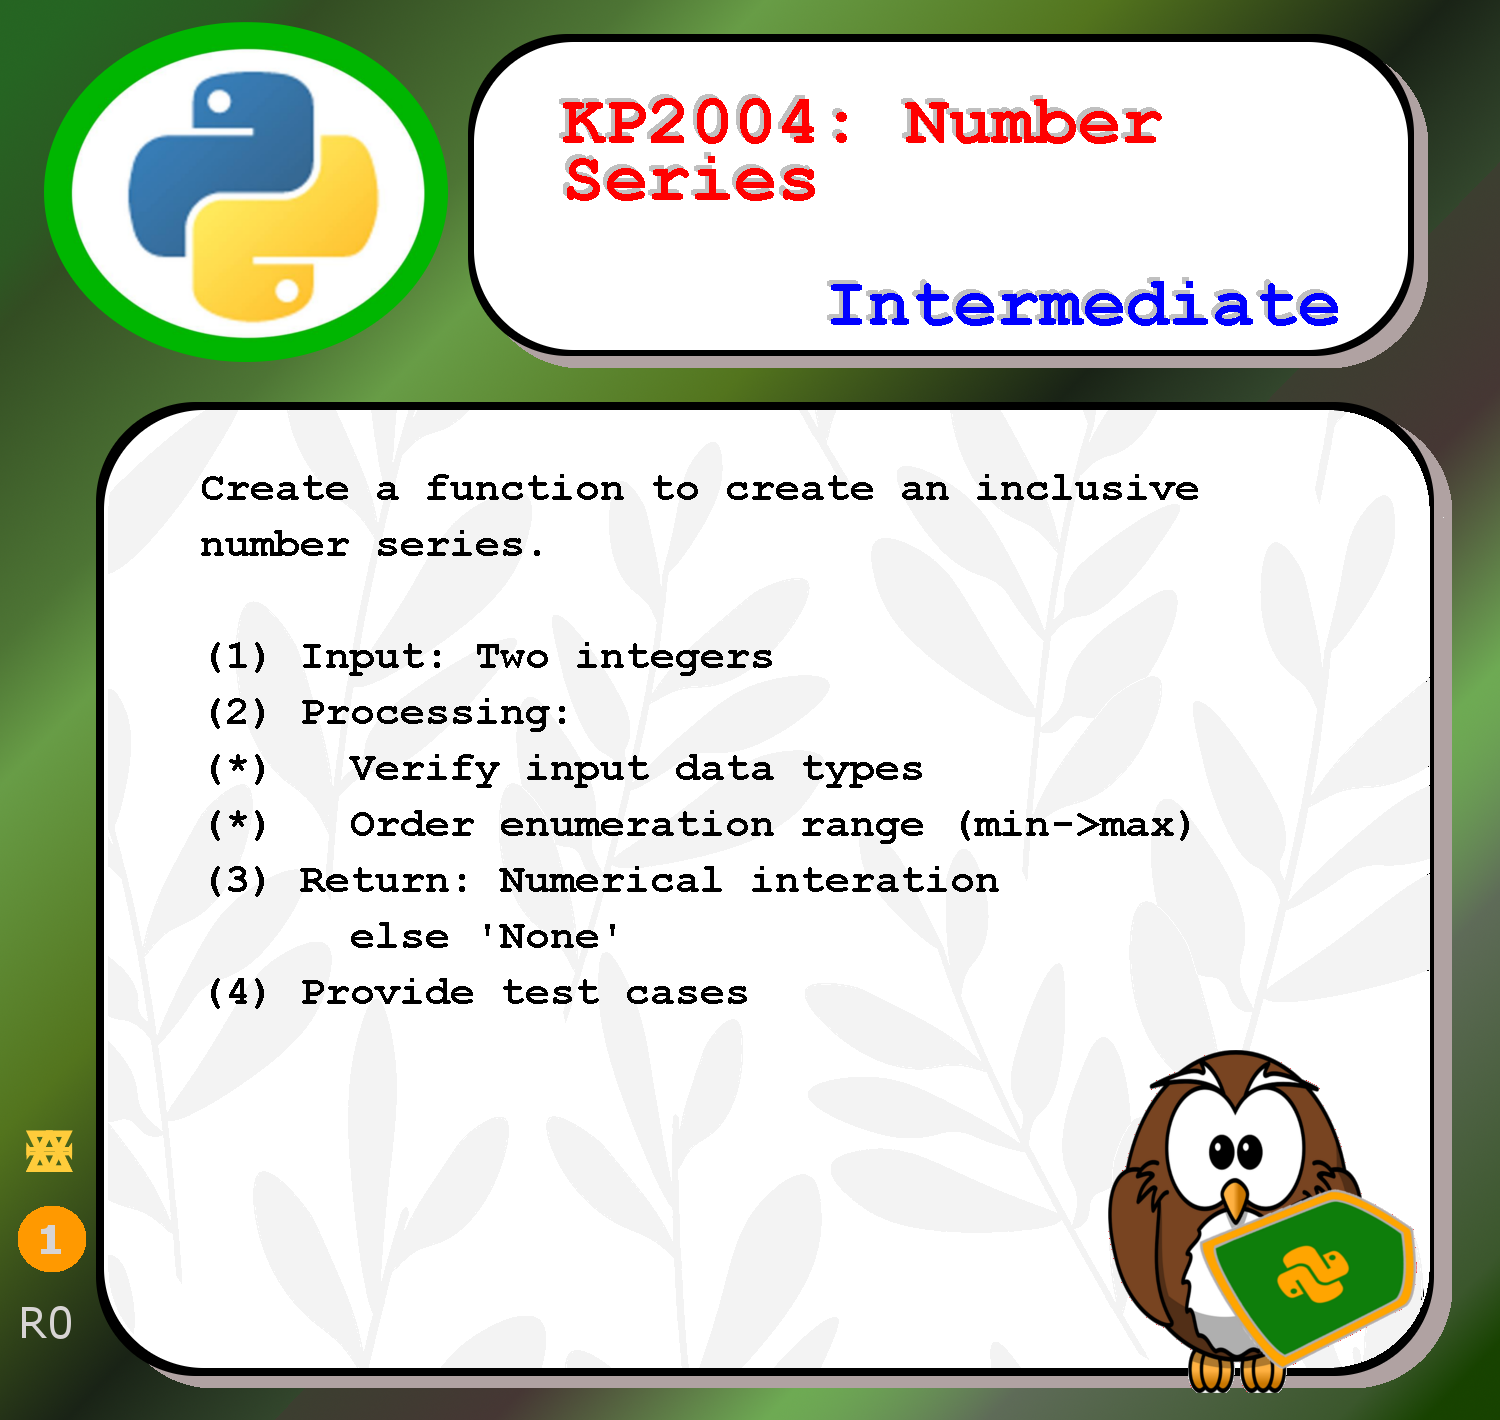 KP2004: Number
Series
Intermediate
Create a function to create an inclusive
number series.
(1) Input: Two integers
(2) Processing:
(*) Verify input data types
(*) Order enumeration range (min->max)
(3) Return: Numerical interation
else 'None'
(4) Provide test cases
1
R0